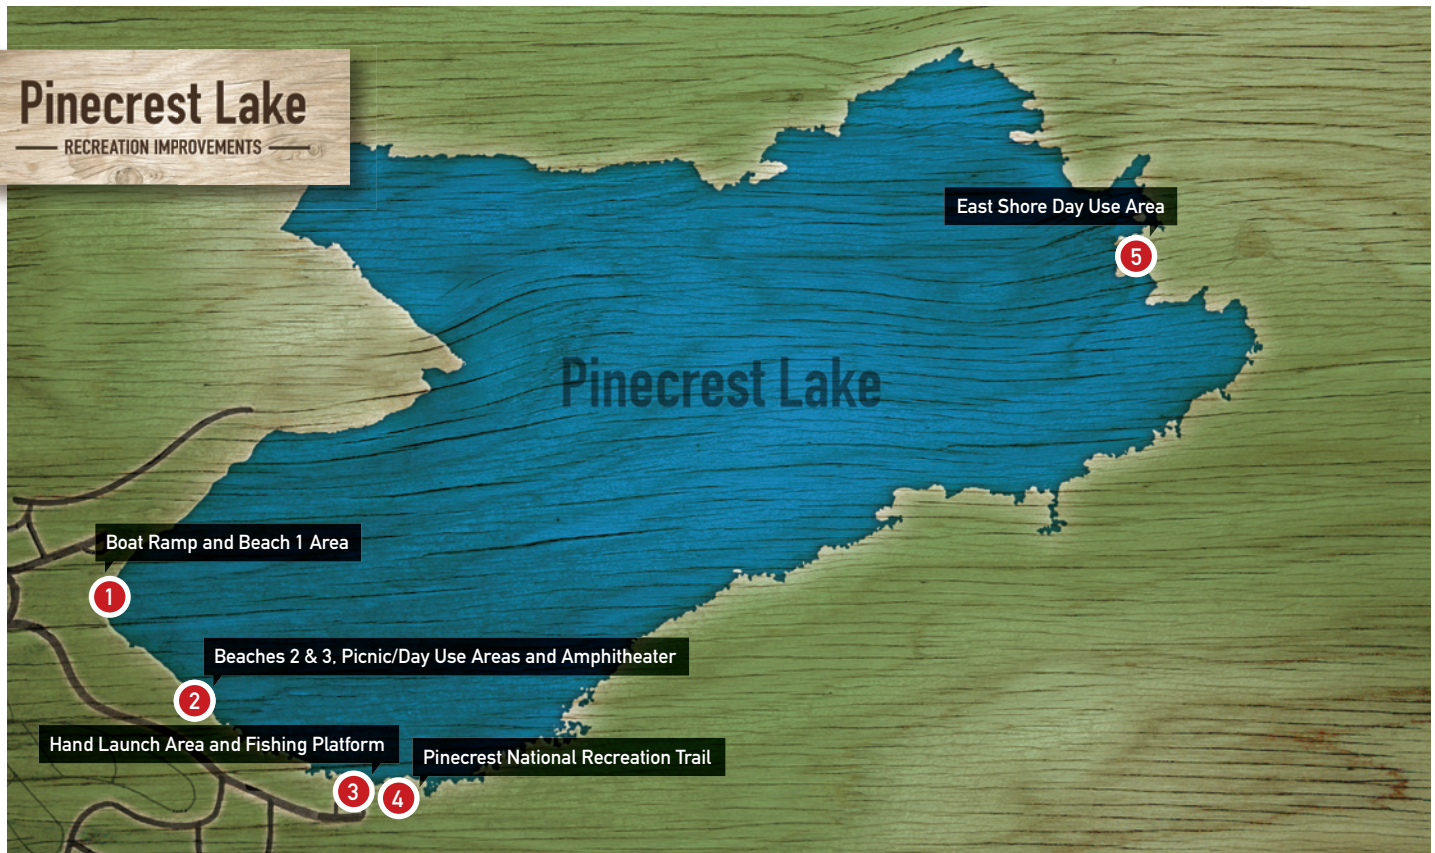 Pinecrest Lake
RECREATION IMPROVEMENTS
East Shore Day Use Area
5
Pinecrest Lake
Boat Ramp and Beach 1 Area
1
Beaches 2 & 3, Picnic/Day Use Areas and Amphitheater
2
Hand Launch Area and Fishing Platform
3
Pinecrest National Recreation Trail
4